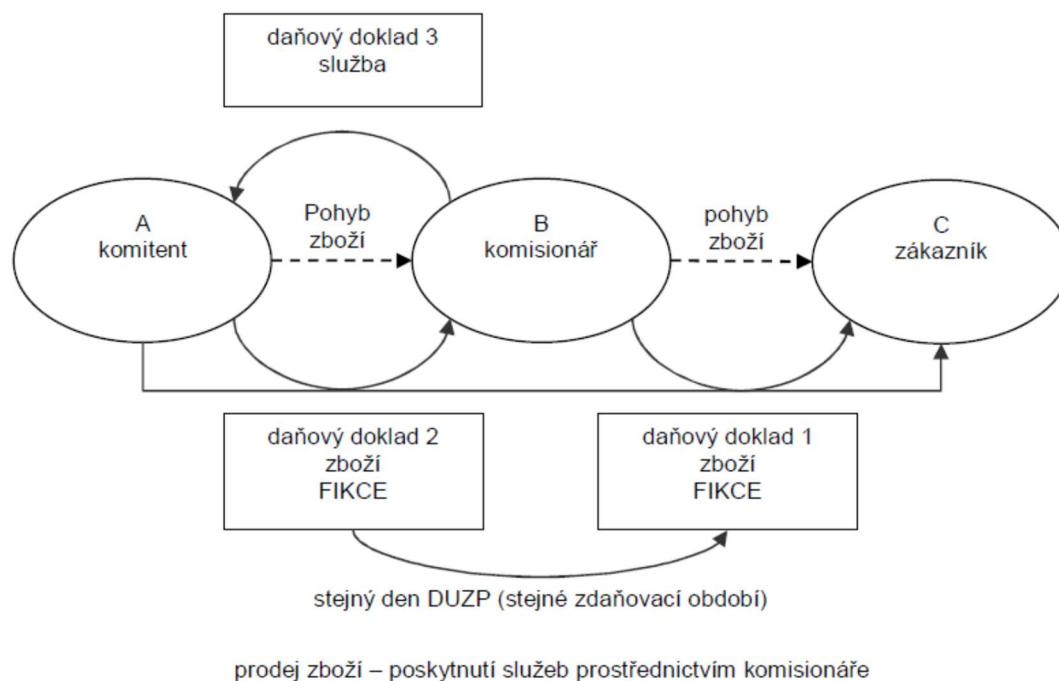 daňový doklad 3
služba
A
komitent
Pohyb
zboží
B
komisionář
pohyb
zboží
C
zákazník
daňový doklad 2
zboží
FIKCE
daňový doklad 1
zboží
FIKCE
stejný den DUZP (stejné zdaňovací období)
prodej zboží – poskytnutí služeb prostřednictvím komisionáře